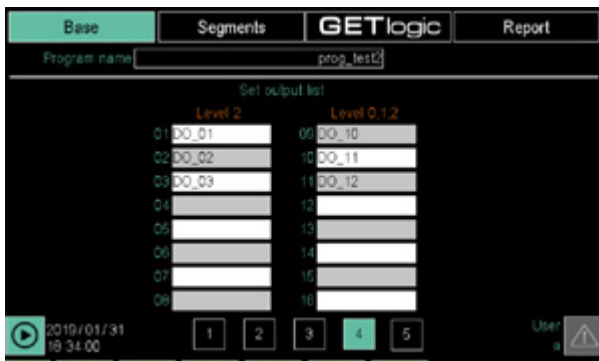 Base Segments GETlogic Report
Program name prog_test2
Set output list
Level 2 Level 0,1,2
01 DO_01 09 DO_10
02 DO_02 10 DO_11
03 DO_03 11 DO_12
04 12
05 13
06 14
07 15
08 16
2019/01/31 1 2 3 4 5 User
18:34:00 a